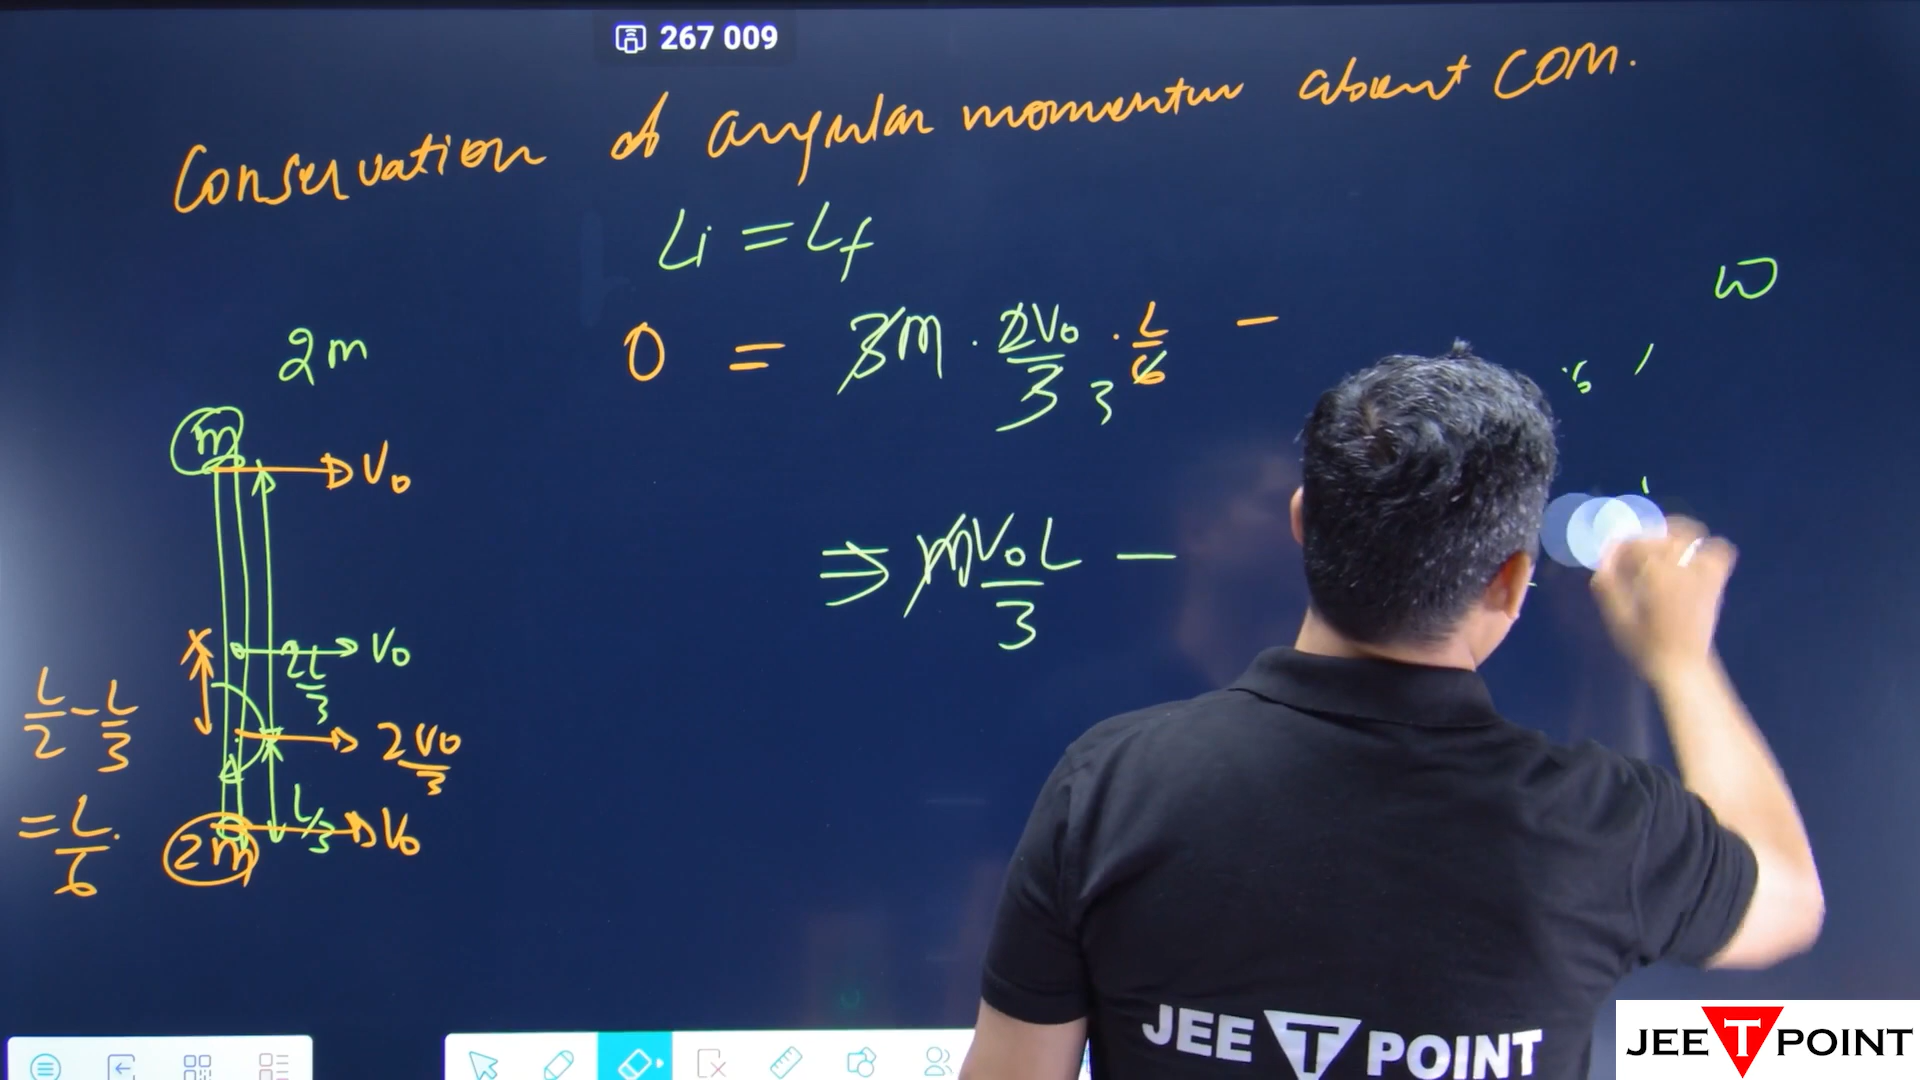 267 009
Conservation of angular momentum about COM.
Li = Lf
0 = 3m · 2V0/3 · L/6 -
3
ω
⇒ mV0L/3 -
2m
m
V0
V0
2L/3
2V0/3
L/3
V0
2m
L/2 - L/3
= L/6.
JEE T POINT
JEE T POINT